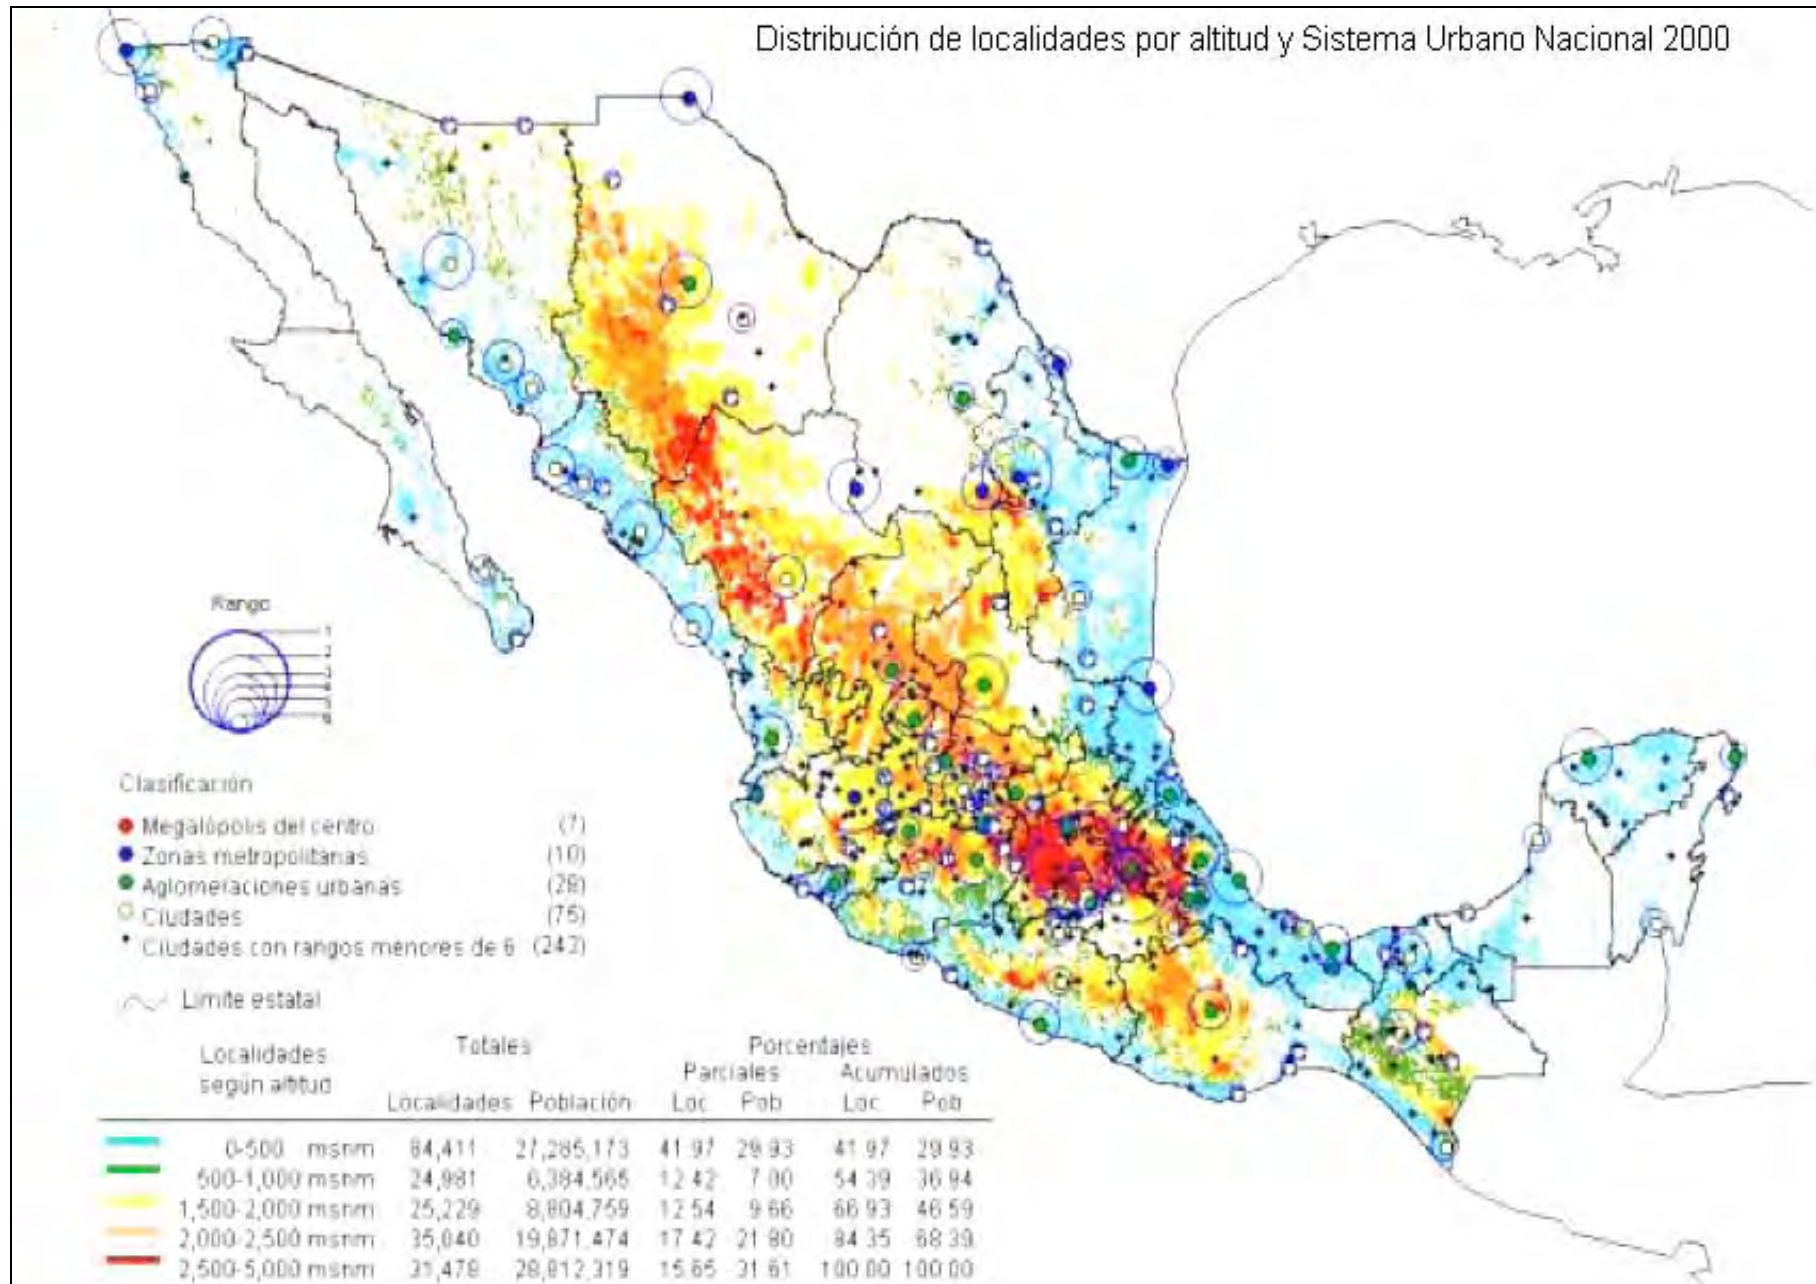 Distribución de localidades por altitud y Sistema Urbano Nacional 2000
Rango
Clasificación
Megalópolis del centro (7)
Zonas metropolitanas (10)
Aglomeraciones urbanas (28)
Ciudades (75)
Ciudades con rangos menores de 6 (243)
Limite estatal
Localidades según altitud
Totales
Porcentajes
Parciales Acumulados
Localidades Población Loc Pob Loc Pob
0-500 msnm 84,411 27,285,173 41 97 29 93 41 97 29 93
500-1,000 msnm 24,981 6,384,565 12 42 7 00 54 39 36 94
1,500-2,000 msnm 25,229 8,804,759 12 54 9 66 66 93 46 59
2,000-2,500 msnm 35,040 19,871,474 17 42 21 80 84 35 68 39
2,500-5,000 msnm 31,478 28,812,319 15 65 31 61 100 00 100 00